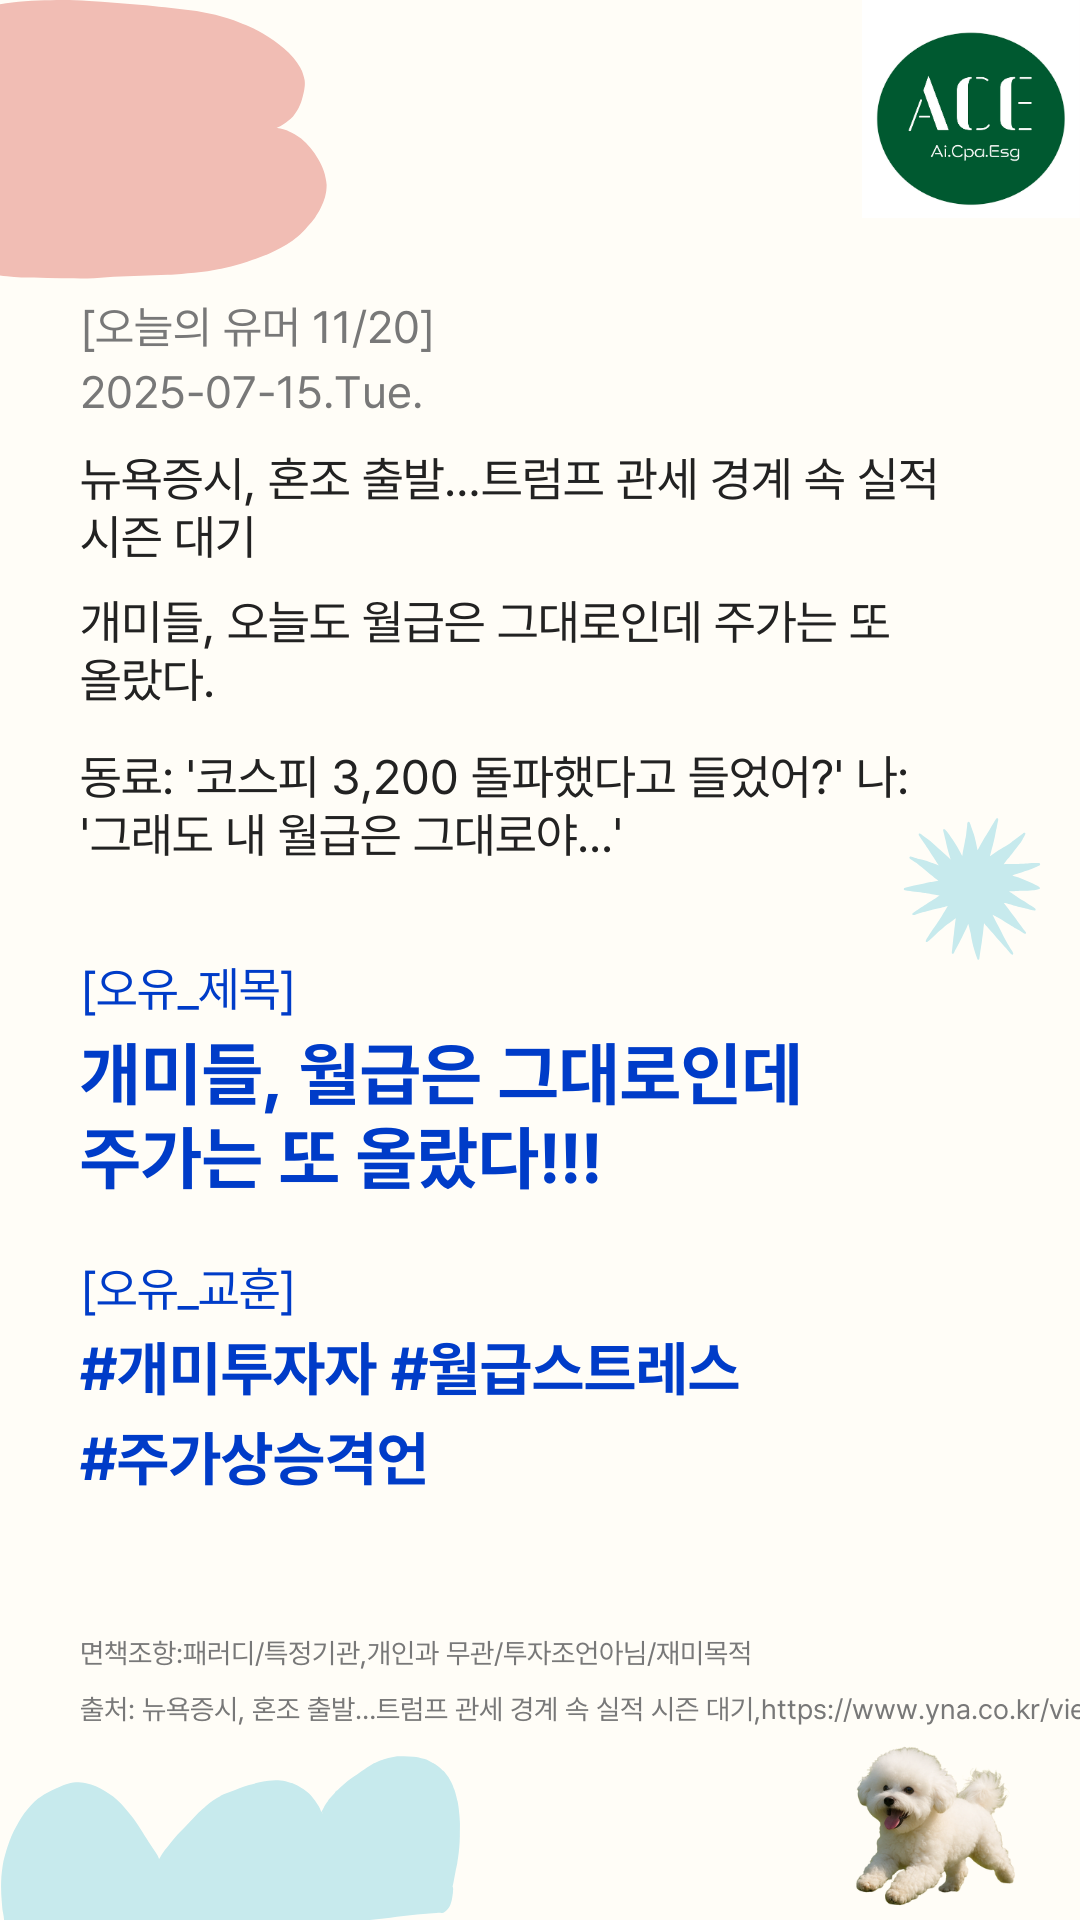 ACE
Ai.Cpa.Esg
[오늘의 유머 11/20]
2025-07-15.Tue.
뉴욕증시, 혼조 출발…트럼프 관세 경계 속 실적
시즌 대기
개미들, 오늘도 월급은 그대로인데 주가는 또
올랐다.
동료: '코스피 3,200 돌파했다고 들었어?' 나:
'그래도 내 월급은 그대로야…'
[오유_제목]
개미들, 월급은 그대로인데
주가는 또 올랐다!!!
[오유_교훈]
#개미투자자 #월급스트레스
#주가상승격언
면책조항:패러디/특정기관,개인과 무관/투자조언아님/재미목적
출처: 뉴욕증시, 혼조 출발…트럼프 관세 경계 속 실적 시즌 대기,https://www.yna.co.kr/vie